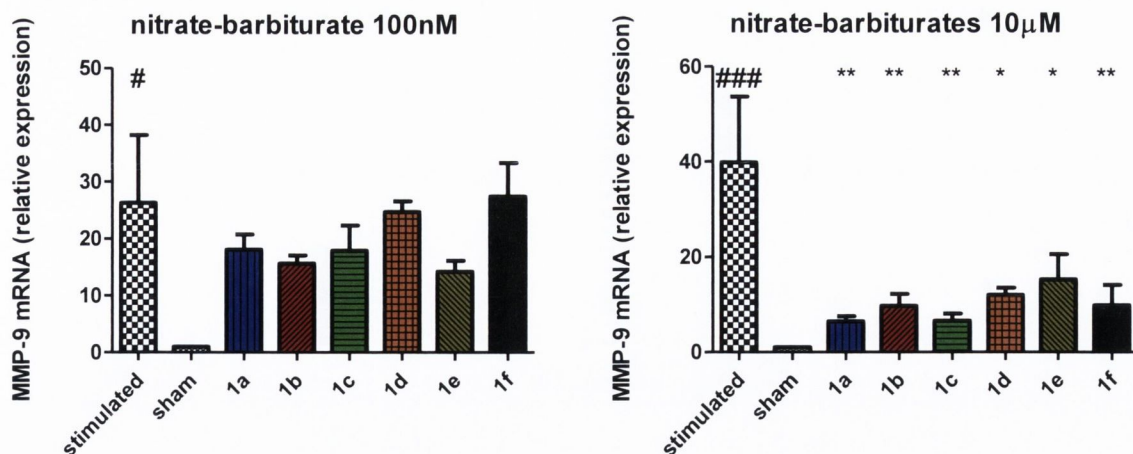 nitrate-barbiturate 100nM
MMP-9 mRNA (relative expression)
50
40
30
20
10
0
#
stimulated
sham
1a
1b
1c
1d
1e
1f
nitrate-barbiturates 10μM
MMP-9 mRNA (relative expression)
60
40
20
0
###
**
**
**
*
*
**
stimulated
sham
1a
1b
1c
1d
1e
1f